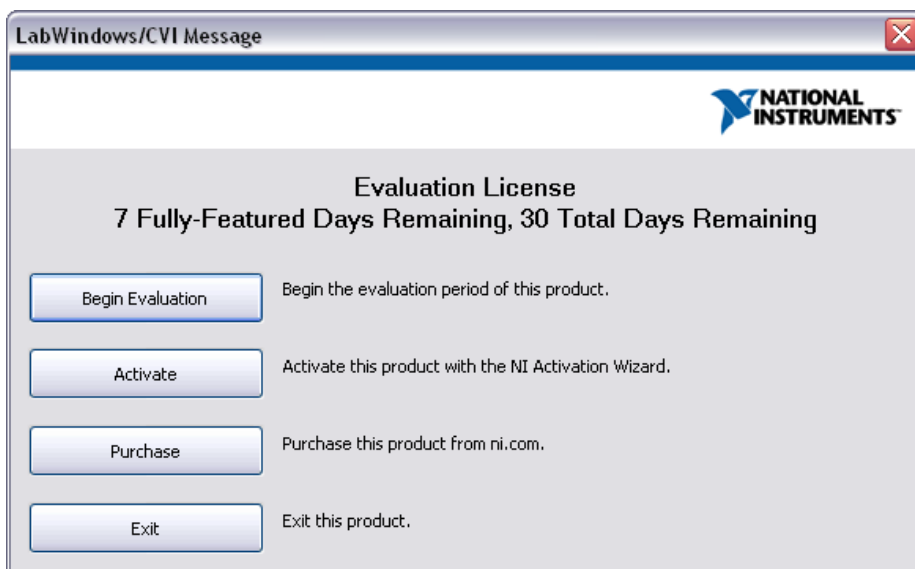 LabWindows/CVI Message
NATIONAL
INSTRUMENTS™
Evaluation License
7 Fully-Featured Days Remaining, 30 Total Days Remaining
Begin Evaluation
Begin the evaluation period of this product.
Activate
Activate this product with the NI Activation Wizard.
Purchase
Purchase this product from ni.com.
Exit
Exit this product.